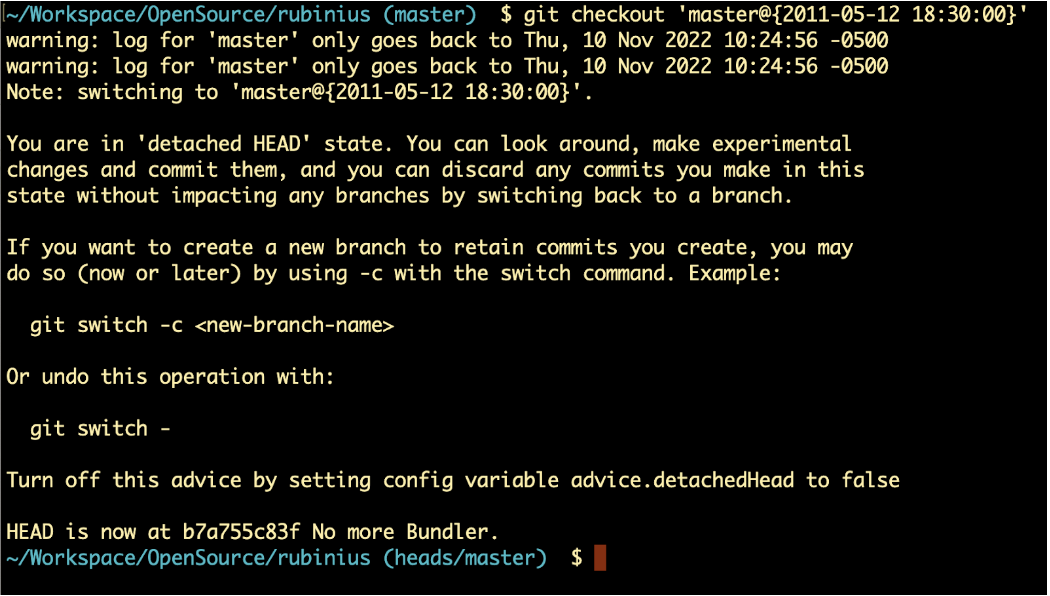 ~/Workspace/OpenSource/rubinius (master)  $ git checkout 'master@{2011-05-12 18:30:00}'
warning: log for 'master' only goes back to Thu, 10 Nov 2022 10:24:56 -0500
warning: log for 'master' only goes back to Thu, 10 Nov 2022 10:24:56 -0500
Note: switching to 'master@{2011-05-12 18:30:00}'.

You are in 'detached HEAD' state. You can look around, make experimental
changes and commit them, and you can discard any commits you make in this
state without impacting any branches by switching back to a branch.

If you want to create a new branch to retain commits you create, you may
do so (now or later) by using -c with the switch command. Example:

  git switch -c <new-branch-name>

Or undo this operation with:

  git switch -

Turn off this advice by setting config variable advice.detachedHead to false

HEAD is now at b7a755c83f No more Bundler.
~/Workspace/OpenSource/rubinius (heads/master)  $